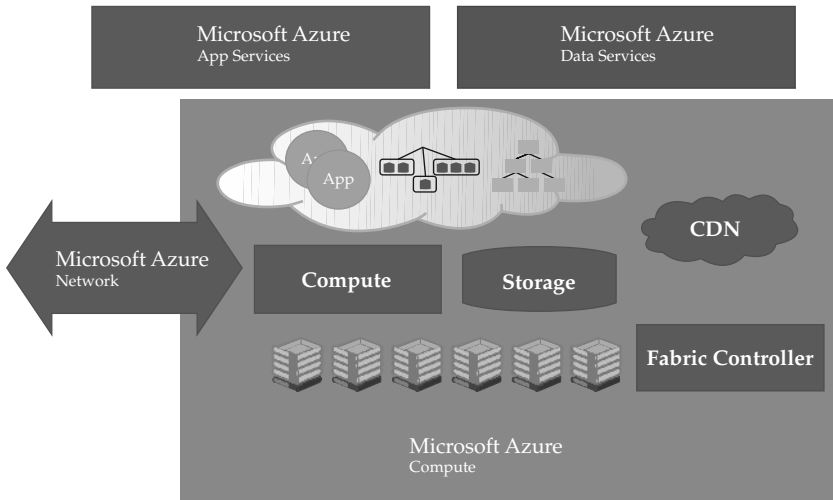 Microsoft Azure
App Services
Microsoft Azure
Data Services
App
CDN
Microsoft Azure
Network
Compute
Storage
Fabric Controller
Microsoft Azure
Compute